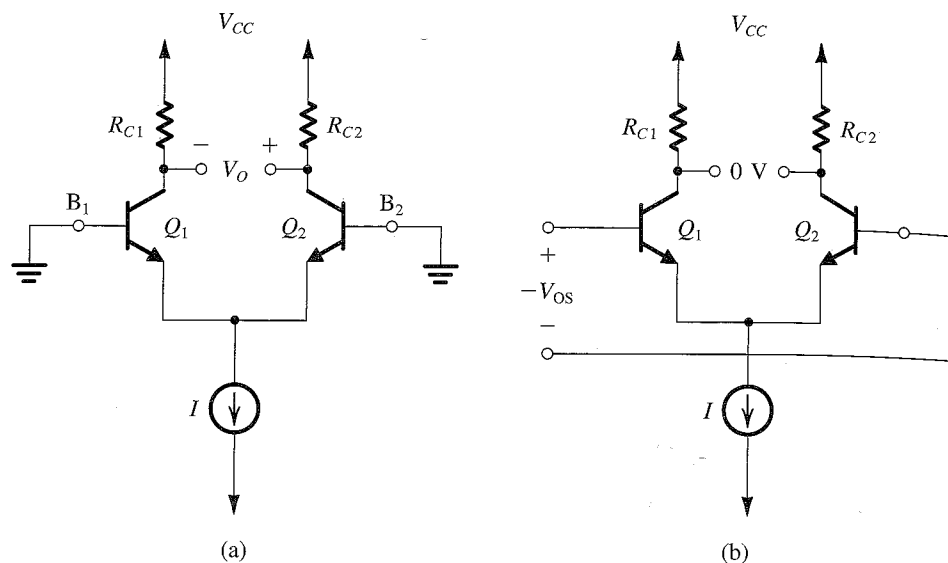 V_CC
R_C1
R_C2
− V_O +
B_1
Q_1
Q_2
B_2
I
(a)
V_CC
R_C1
R_C2
0 V
Q_1
Q_2
+
−V_OS
−
I
(b)